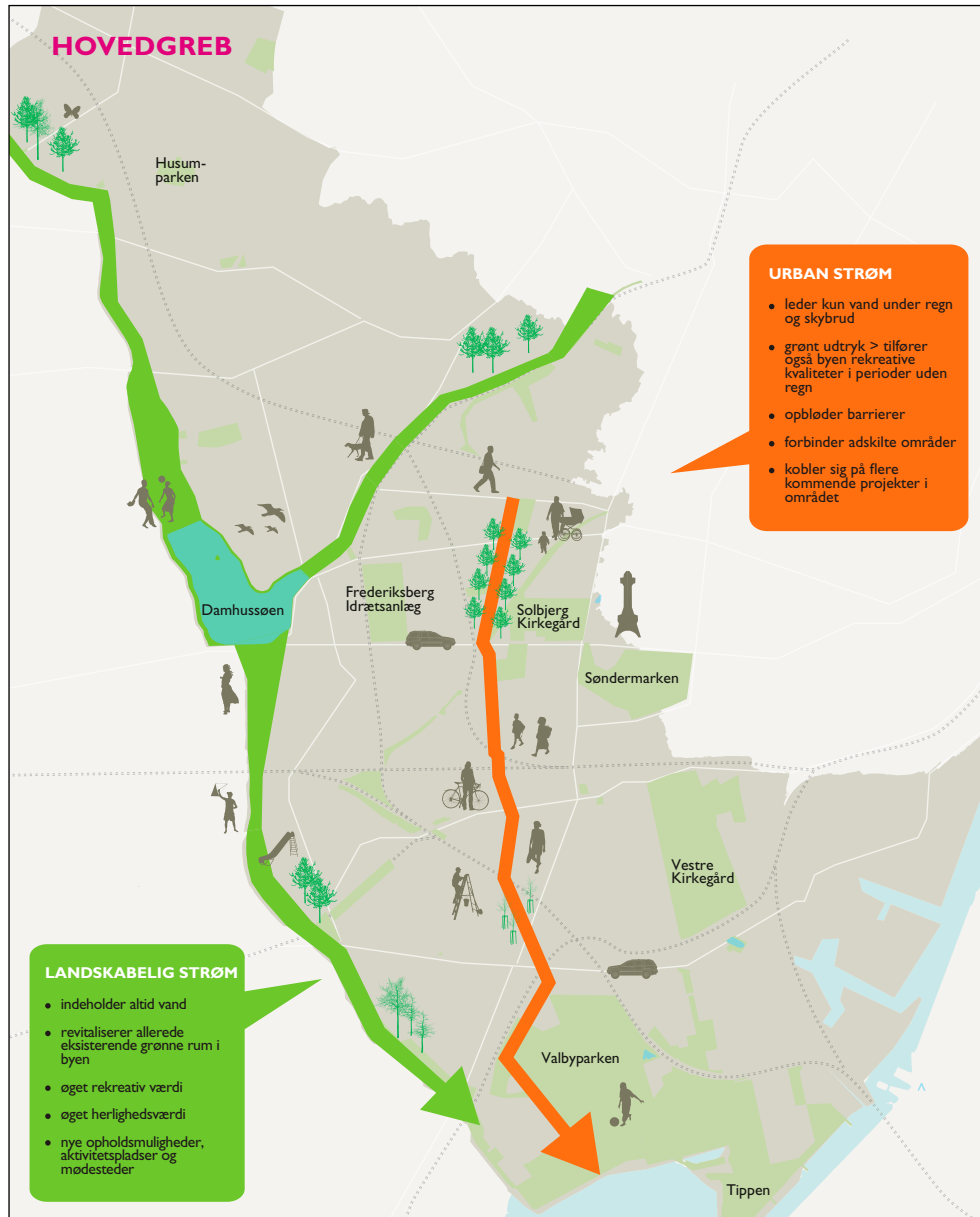 HOVEDGREB
Husum-
parken
URBAN STRØM
• leder kun vand under regn
og skybrud
• grønt udtryk > tilfører
også byen rekreative
kvaliteter i perioder uden
regn
• opbløder barrierer
• forbinder adskilte områder
• kobler sig på flere
kommende projekter i
området
Damhussøen
Frederiksberg
Idrætsanlæg
Solbjerg
Kirkegård
Søndermarken
Vestre
Kirkegård
LANDSKABELIG STRØM
• indeholder altid vand
• revitaliserer allerede
eksisterende grønne rum i
byen
• øget rekreativ værdi
• øget herlighedsværdi
• nye opholdsmuligheder,
aktivitetspladser og
mødesteder
Valbyparken
Tippen